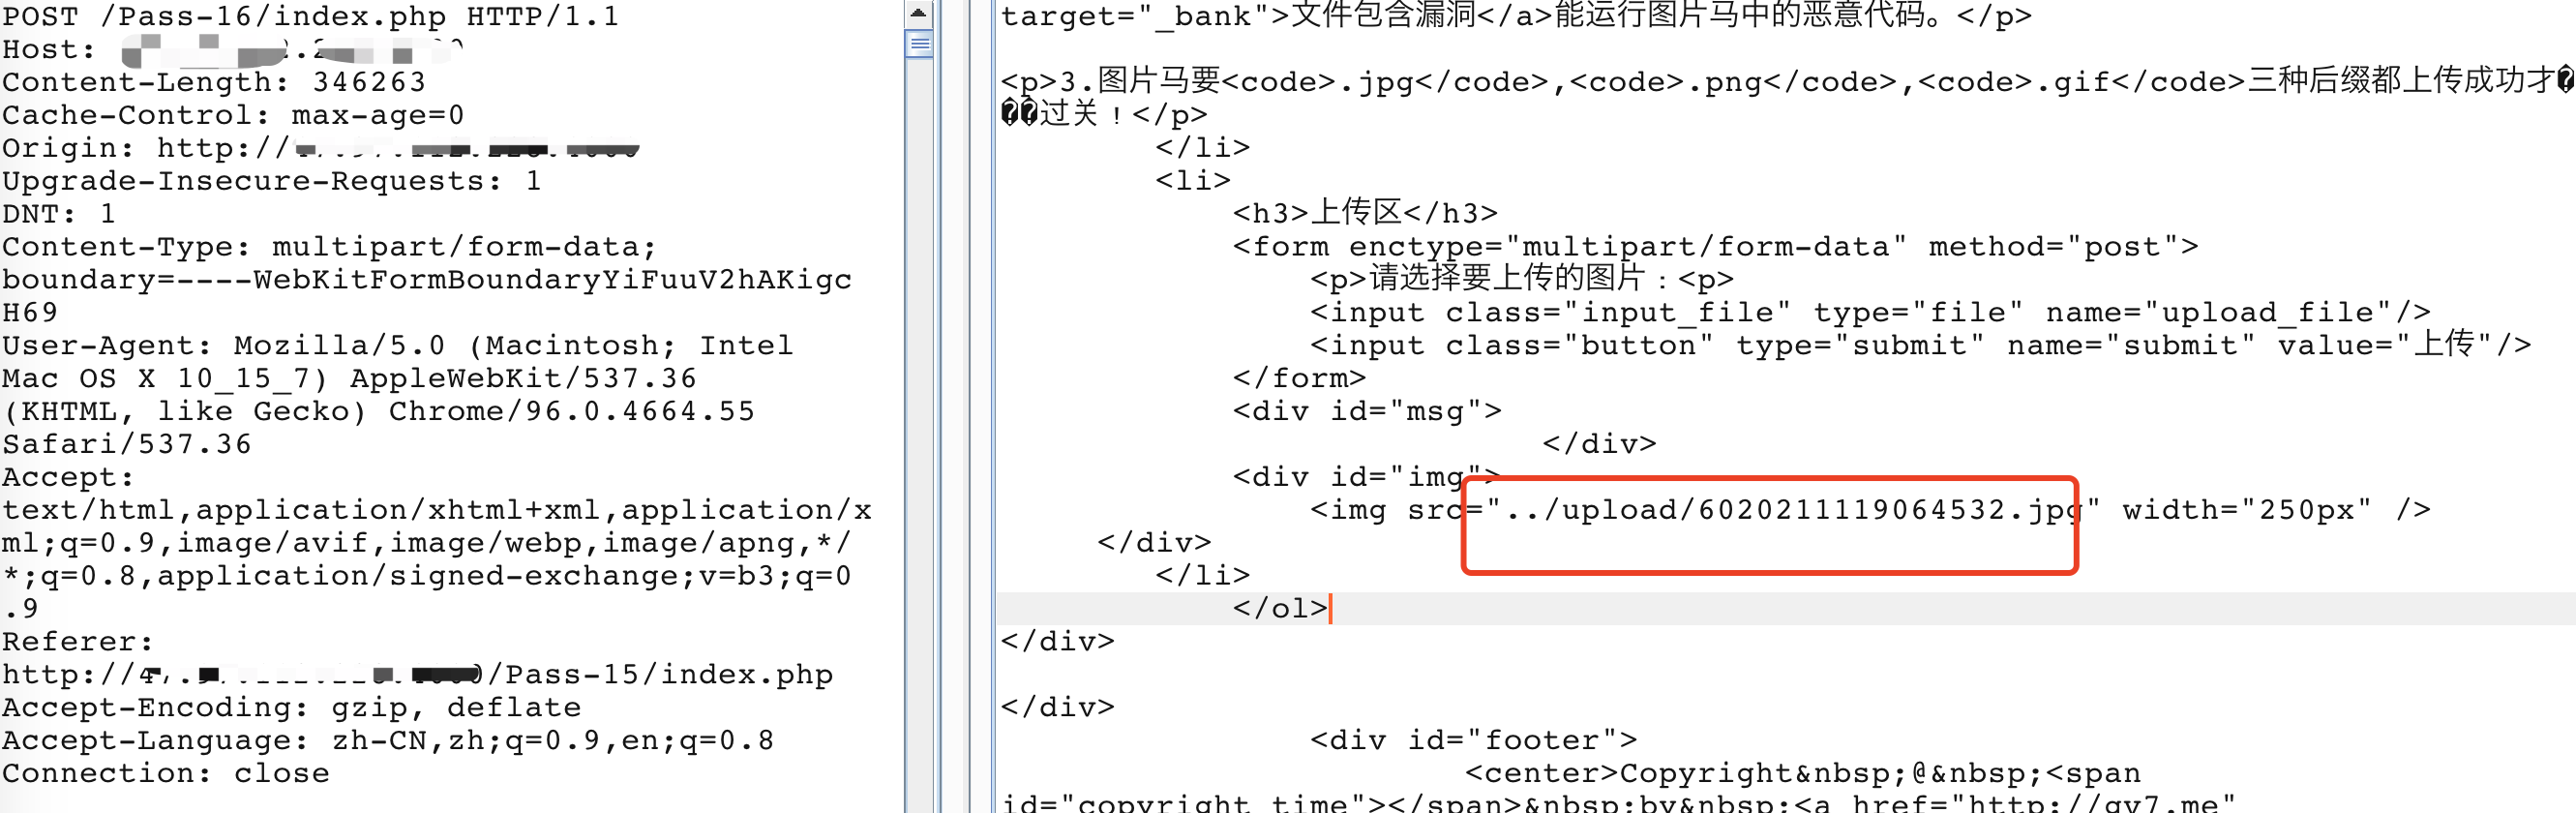 POST /Pass-16/index.php HTTP/1.1
Host:
Content-Length: 346263
Cache-Control: max-age=0
Origin: http://
Upgrade-Insecure-Requests: 1
DNT: 1
Content-Type: multipart/form-data;
boundary=----WebKitFormBoundaryYiFuuV2hAKigc
H69
User-Agent: Mozilla/5.0 (Macintosh; Intel
Mac OS X 10_15_7) AppleWebKit/537.36
(KHTML, like Gecko) Chrome/96.0.4664.55
Safari/537.36
Accept:
text/html,application/xhtml+xml,application/x
ml;q=0.9,image/avif,image/webp,image/apng,*/
*;q=0.8,application/signed-exchange;v=b3;q=0
.9
Referer:
http://4 /Pass-15/index.php
Accept-Encoding: gzip, deflate
Accept-Language: zh-CN,zh;q=0.9,en;q=0.8
Connection: close
target="_bank">文件包含漏洞</a>能运行图片马中的恶意代码。</p>
<p>3.图片马要<code>.jpg</code>,<code>.png</code>,<code>.gif</code>三种后缀都上传成功才�
��过关！</p>
</li>
<li>
<h3>上传区</h3>
<form enctype="multipart/form-data" method="post">
<p>请选择要上传的图片：<p>
<input class="input_file" type="file" name="upload_file"/>
<input class="button" type="submit" name="submit" value="上传"/>
</form>
<div id="msg">
</div>
<div id="img">
<img src="../upload/6020211119064532.jpg" width="250px" />
</div>
</li>
</ol>
</div>
</div>
<div id="footer">
<center>Copyright&nbsp;@&nbsp;<span
id="copyright_time"></span>&nbsp;by&nbsp;<a href="http://gv7.me"